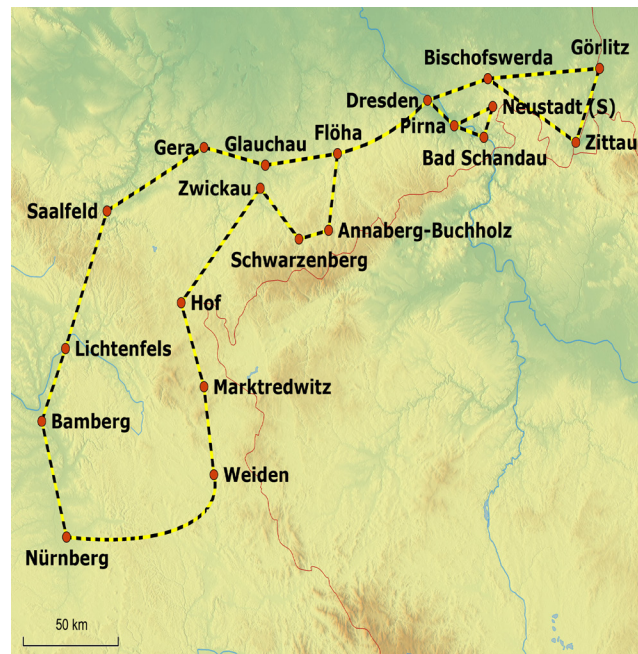 Görlitz
Bischofswerda
Dresden
Neustadt (S)
Pirna
Flöha
Zittau
Gera
Glauchau
Bad Schandau
Zwickau
Saalfeld
Annaberg-Buchholz
Schwarzenberg
Hof
Lichtenfels
Marktredwitz
Bamberg
Weiden
Nürnberg
50 km